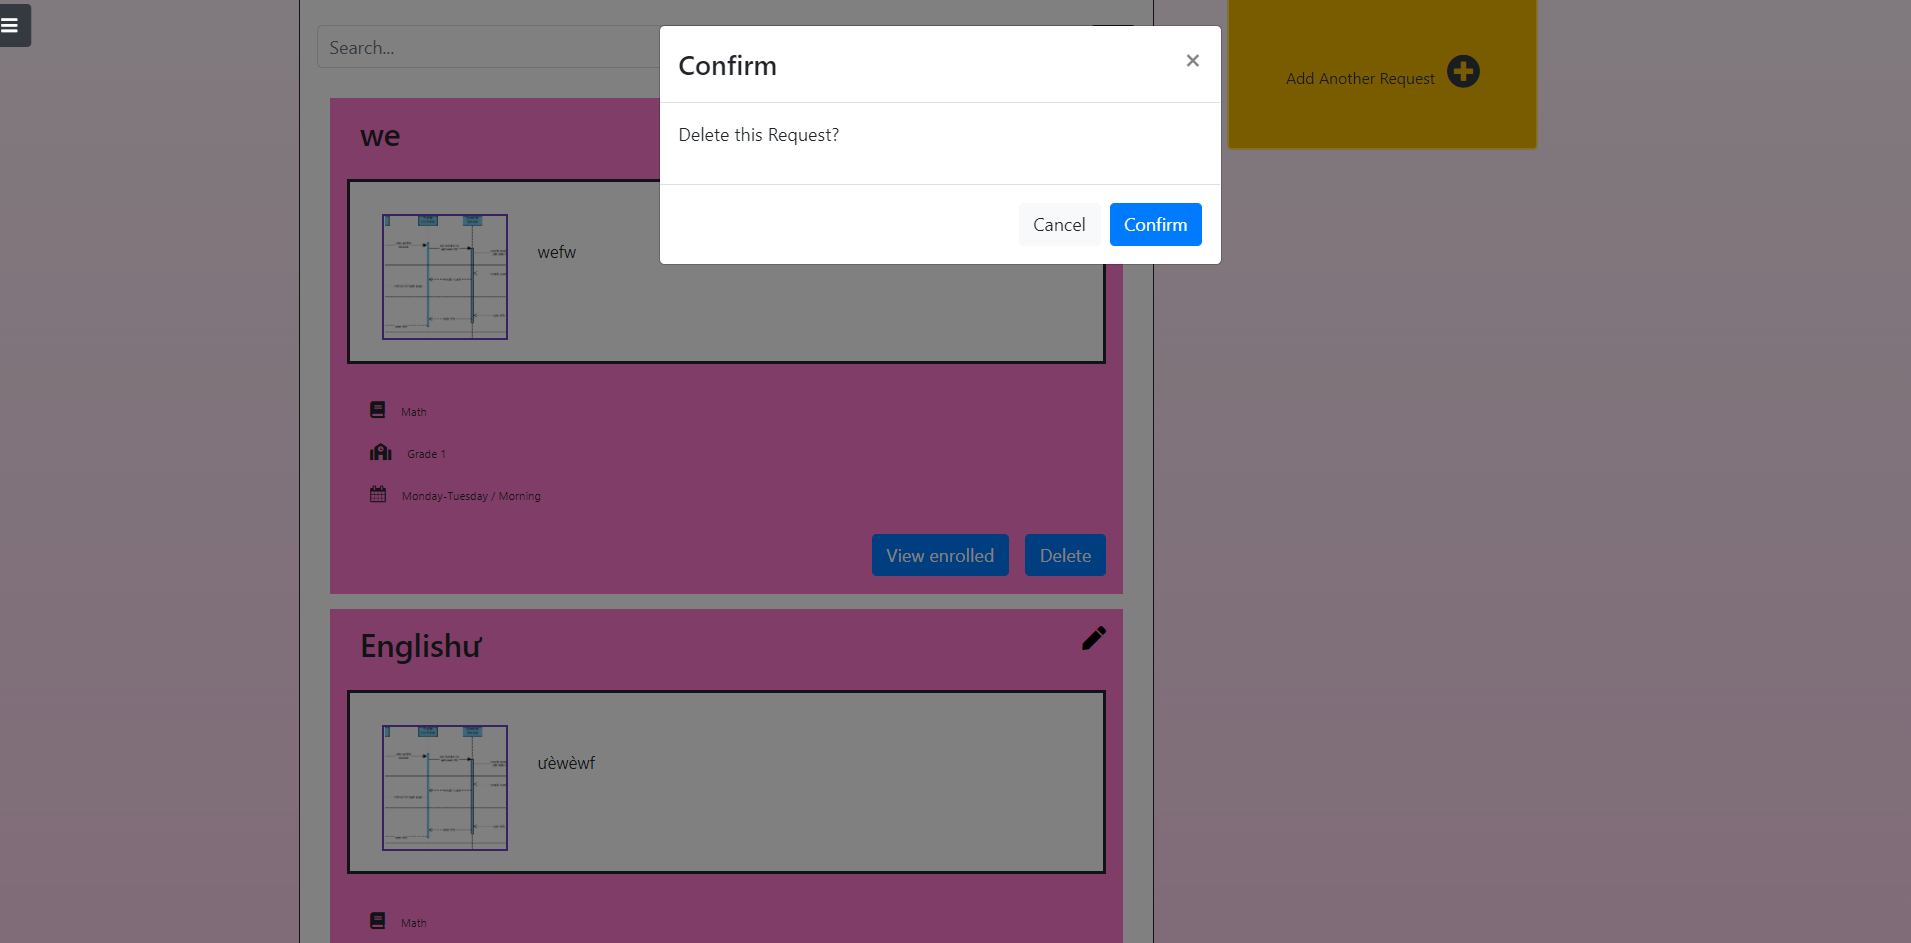 Search...
Confirm
×
Delete this Request?
Cancel
Confirm
Add Another Request
we
wefw
Math
Grade 1
Monday-Tuesday / Morning
View enrolled
Delete
Englishư
ưèwèwf
Math